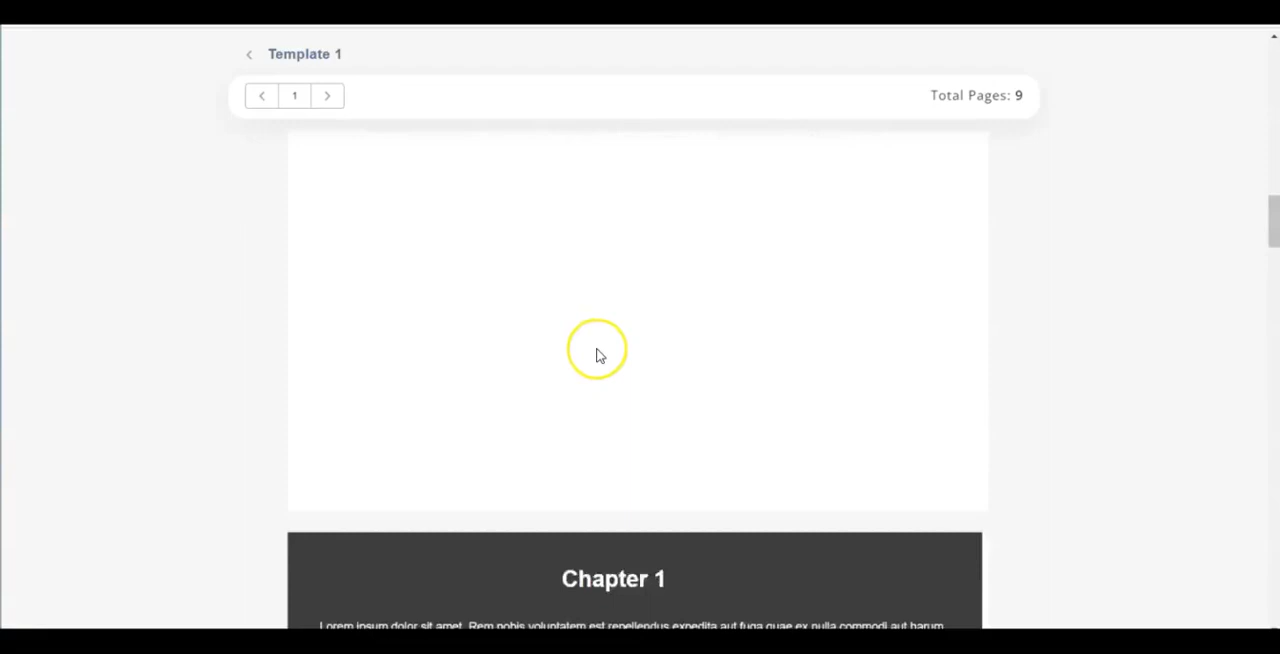 Template 1
1
Total Pages: 9
Chapter 1
Lorem ipsum dolor sit amet. Rem nobis voluptatem est repellendus expedita aut fuga quae ex nulla commodi aut harum